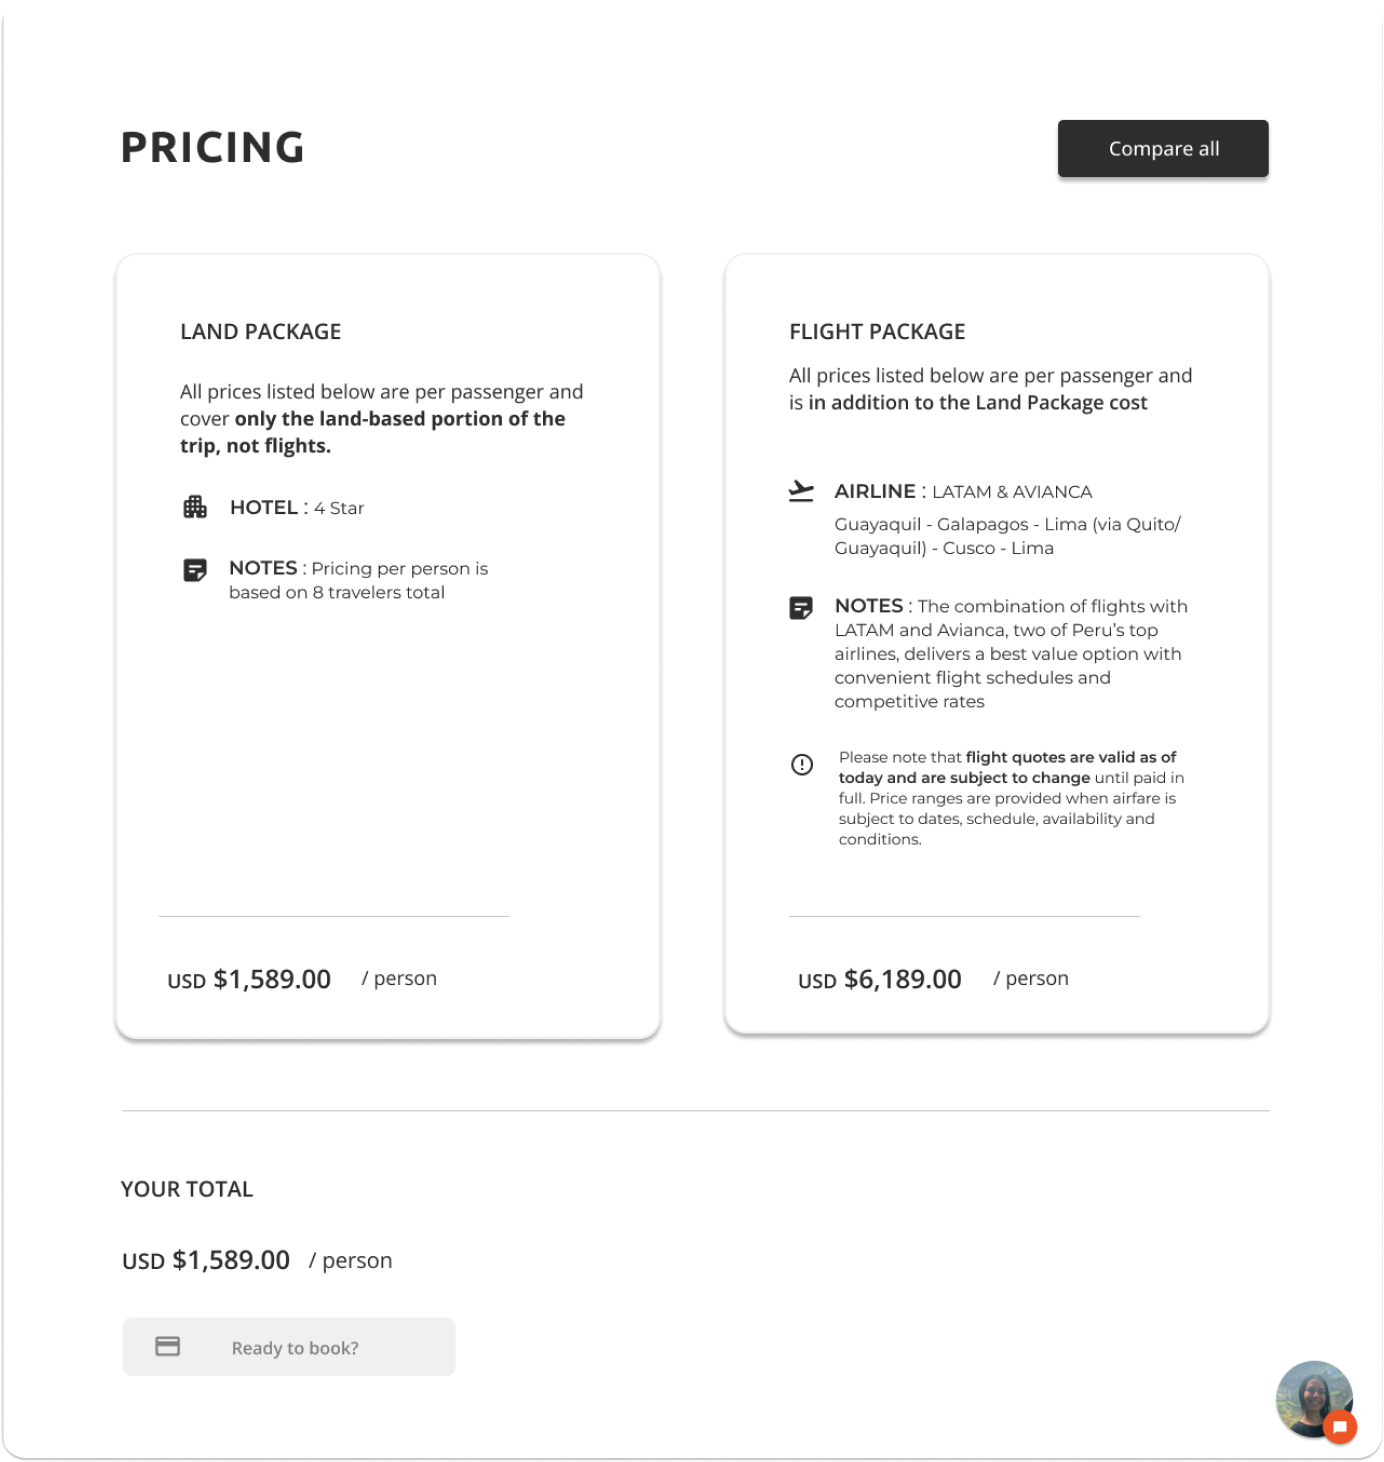 PRICING
Compare all
LAND PACKAGE
All prices listed below are per passenger and
cover only the land-based portion of the
trip, not flights.
HOTEL : 4 Star
NOTES : Pricing per person is
based on 8 travelers total
USD $1,589.00 / person
FLIGHT PACKAGE
All prices listed below are per passenger and
is in addition to the Land Package cost
AIRLINE : LATAM & AVIANCA
Guayaquil - Galapagos - Lima (via Quito/
Guayaquil) - Cusco - Lima
NOTES : The combination of flights with
LATAM and Avianca, two of Peru’s top
airlines, delivers a best value option with
convenient flight schedules and
competitive rates
Please note that flight quotes are valid as of
today and are subject to change until paid in
full. Price ranges are provided when airfare is
subject to dates, schedule, availability and
conditions.
USD $6,189.00 / person
YOUR TOTAL
USD $1,589.00 / person
Ready to book?